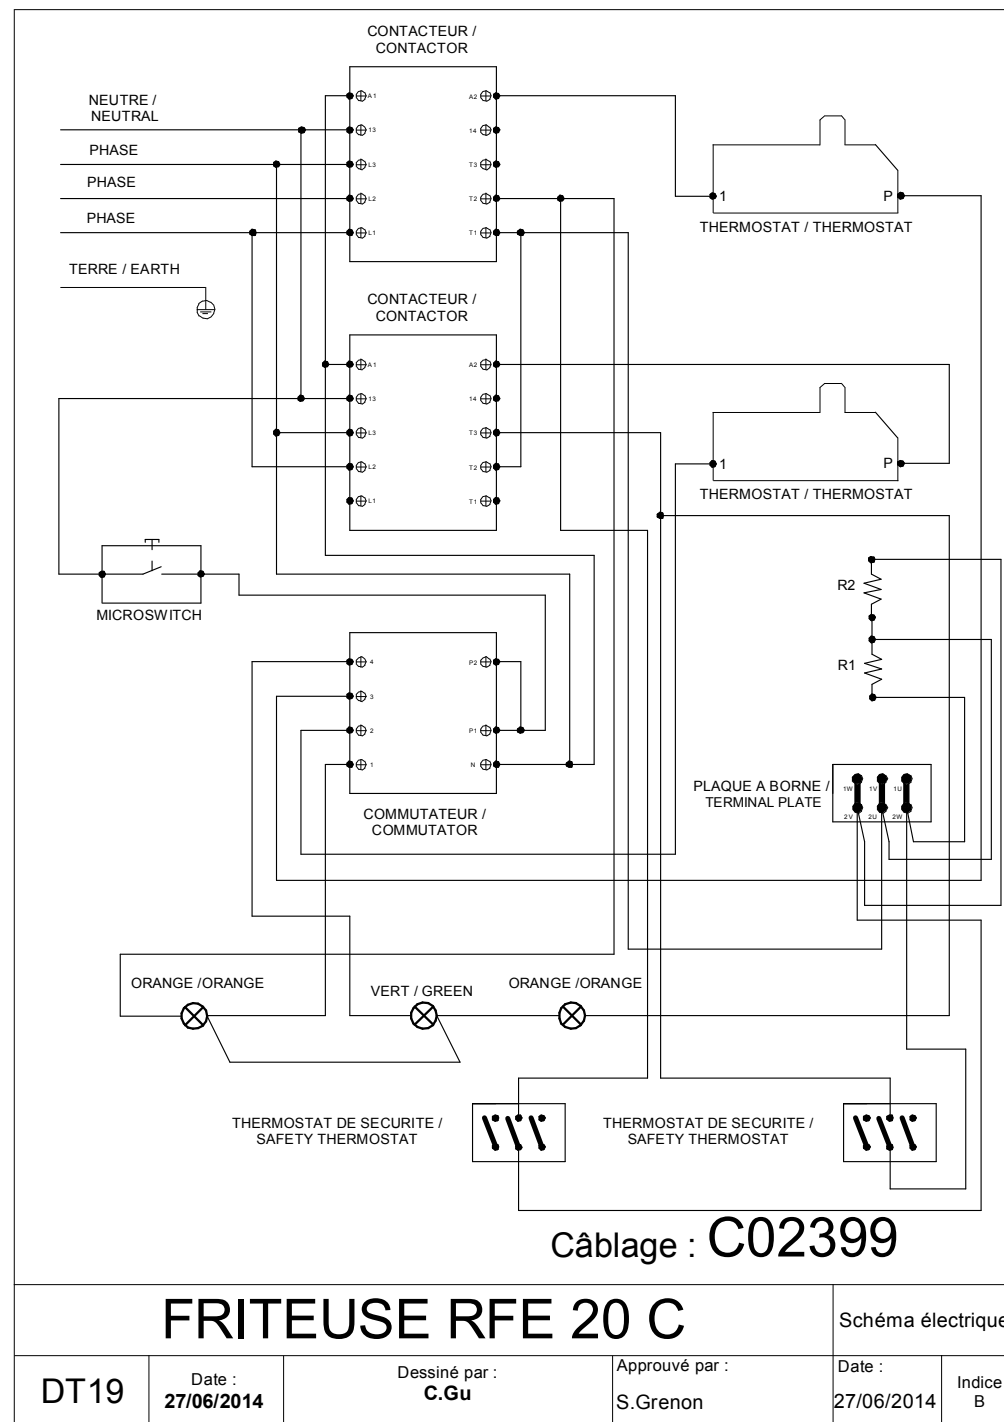 CONTACTEUR /
CONTACTOR
NEUTRE /
NEUTRAL
PHASE
PHASE
PHASE
TERRE / EARTH
A1
13
L3
L2
L1
A2
14
T3
T2
T1
1
P
THERMOSTAT / THERMOSTAT
CONTACTEUR /
CONTACTOR
A1
13
L3
L2
L1
A2
14
T3
T2
T1
1
P
THERMOSTAT / THERMOSTAT
MICROSWITCH
R2
R1
4
3
2
1
P2
P1
N
COMMUTATEUR /
COMMUTATOR
PLAQUE A BORNE /
TERMINAL PLATE
1W 1V 1U
2V 2U 2W
ORANGE /ORANGE
VERT / GREEN
ORANGE /ORANGE
THERMOSTAT DE SECURITE /
SAFETY THERMOSTAT
THERMOSTAT DE SECURITE /
SAFETY THERMOSTAT
Câblage : C02399
FRITEUSE RFE 20 C
Schéma électrique
DT19
Date :
27/06/2014
Dessiné par :
C.Gu
Approuvé par :
S.Grenon
Date :
27/06/2014
Indice
B